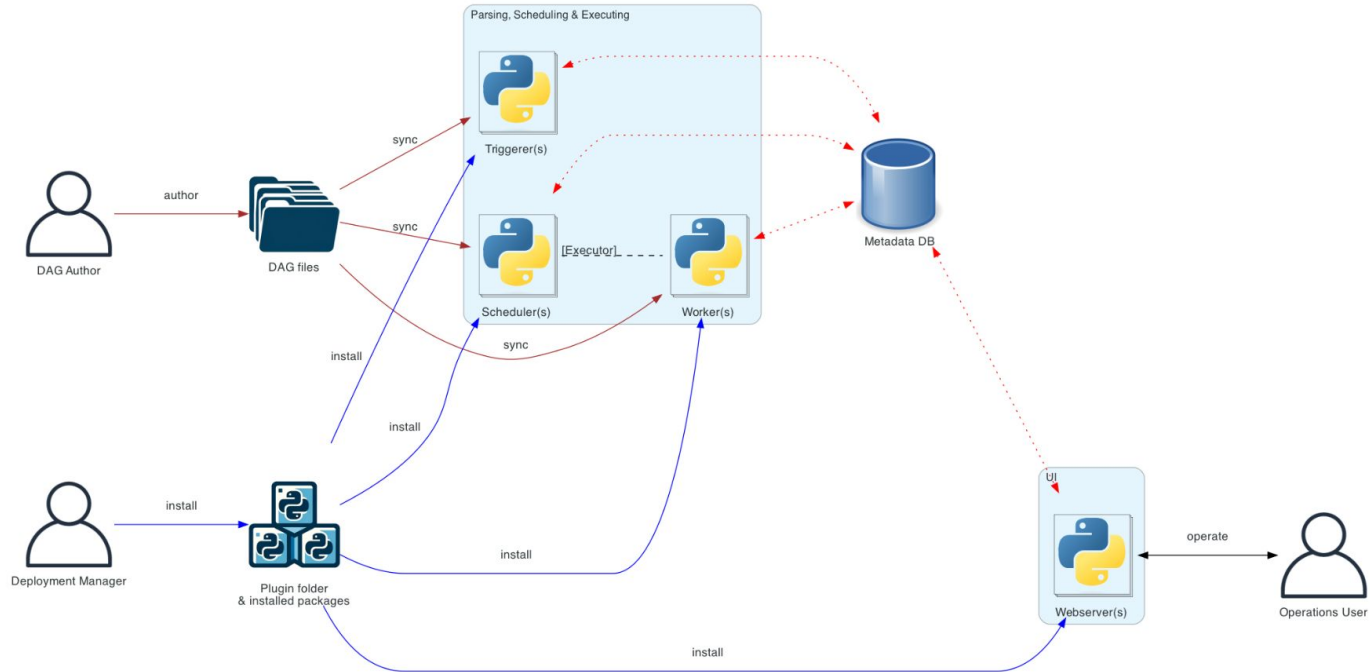 Parsing, Scheduling & Executing
sync
Triggerer(s)
author
sync
[Executor]
Metadata DB
DAG Author
DAG files
Scheduler(s)
Worker(s)
sync
install
install
UI
install
operate
install
Deployment Manager
Plugin folder
& installed packages
Webserver(s)
Operations User
install